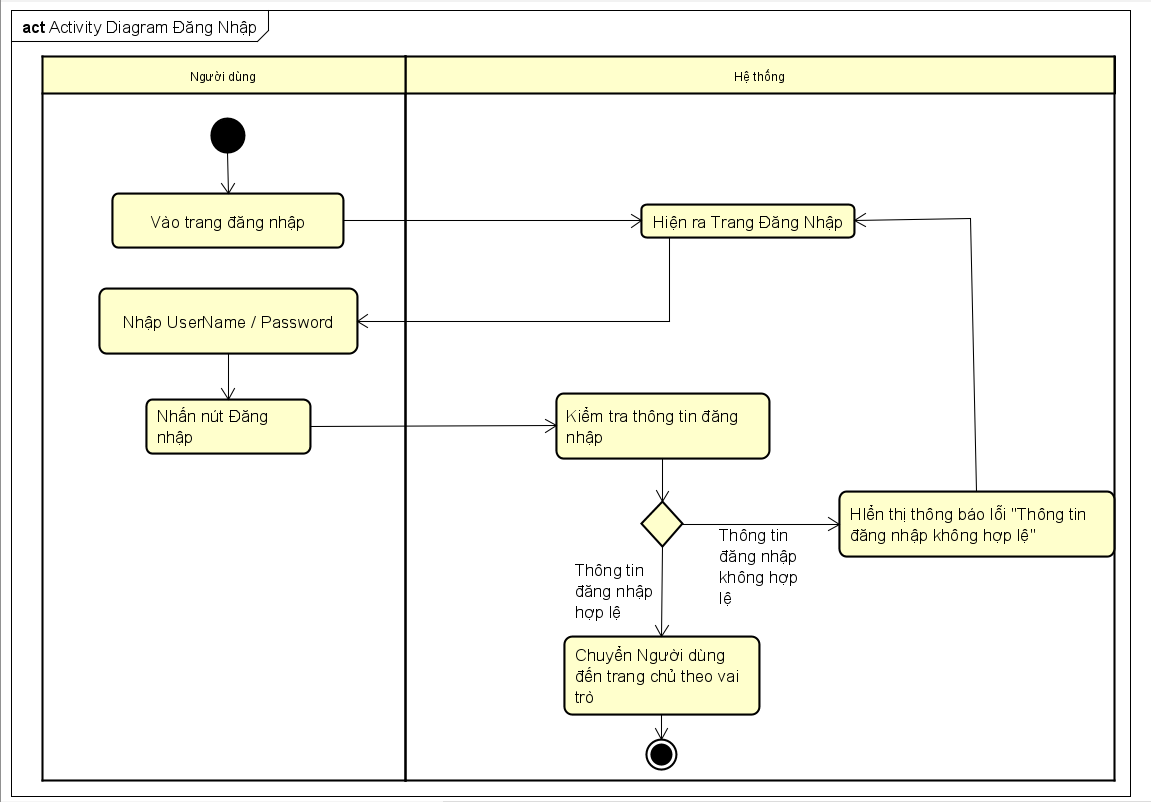 act Activity Diagram Đăng Nhập
Người dùng
Hệ thống
Vào trang đăng nhập
Hiện ra Trang Đăng Nhập
Nhập UserName / Password
Nhấn nút Đăng
nhập
Kiểm tra thông tin đăng
nhập
HIển thị thông báo lỗi "Thông tin
đăng nhập không hợp lệ"
Thông tin
đăng nhập
không hợp
lệ
Thông tin
đăng nhập
hợp lệ
Chuyển Người dùng
đến trang chủ theo vai
trò